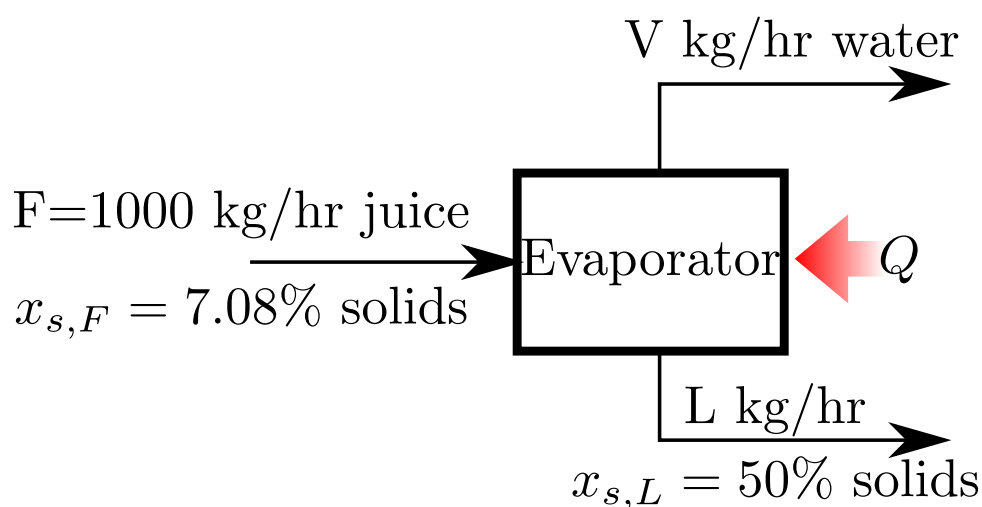 V kg/hr water
F=1000 kg/hr juice
Evaporator
Q
x_{s,F} = 7.08% solids
L kg/hr
x_{s,L} = 50% solids